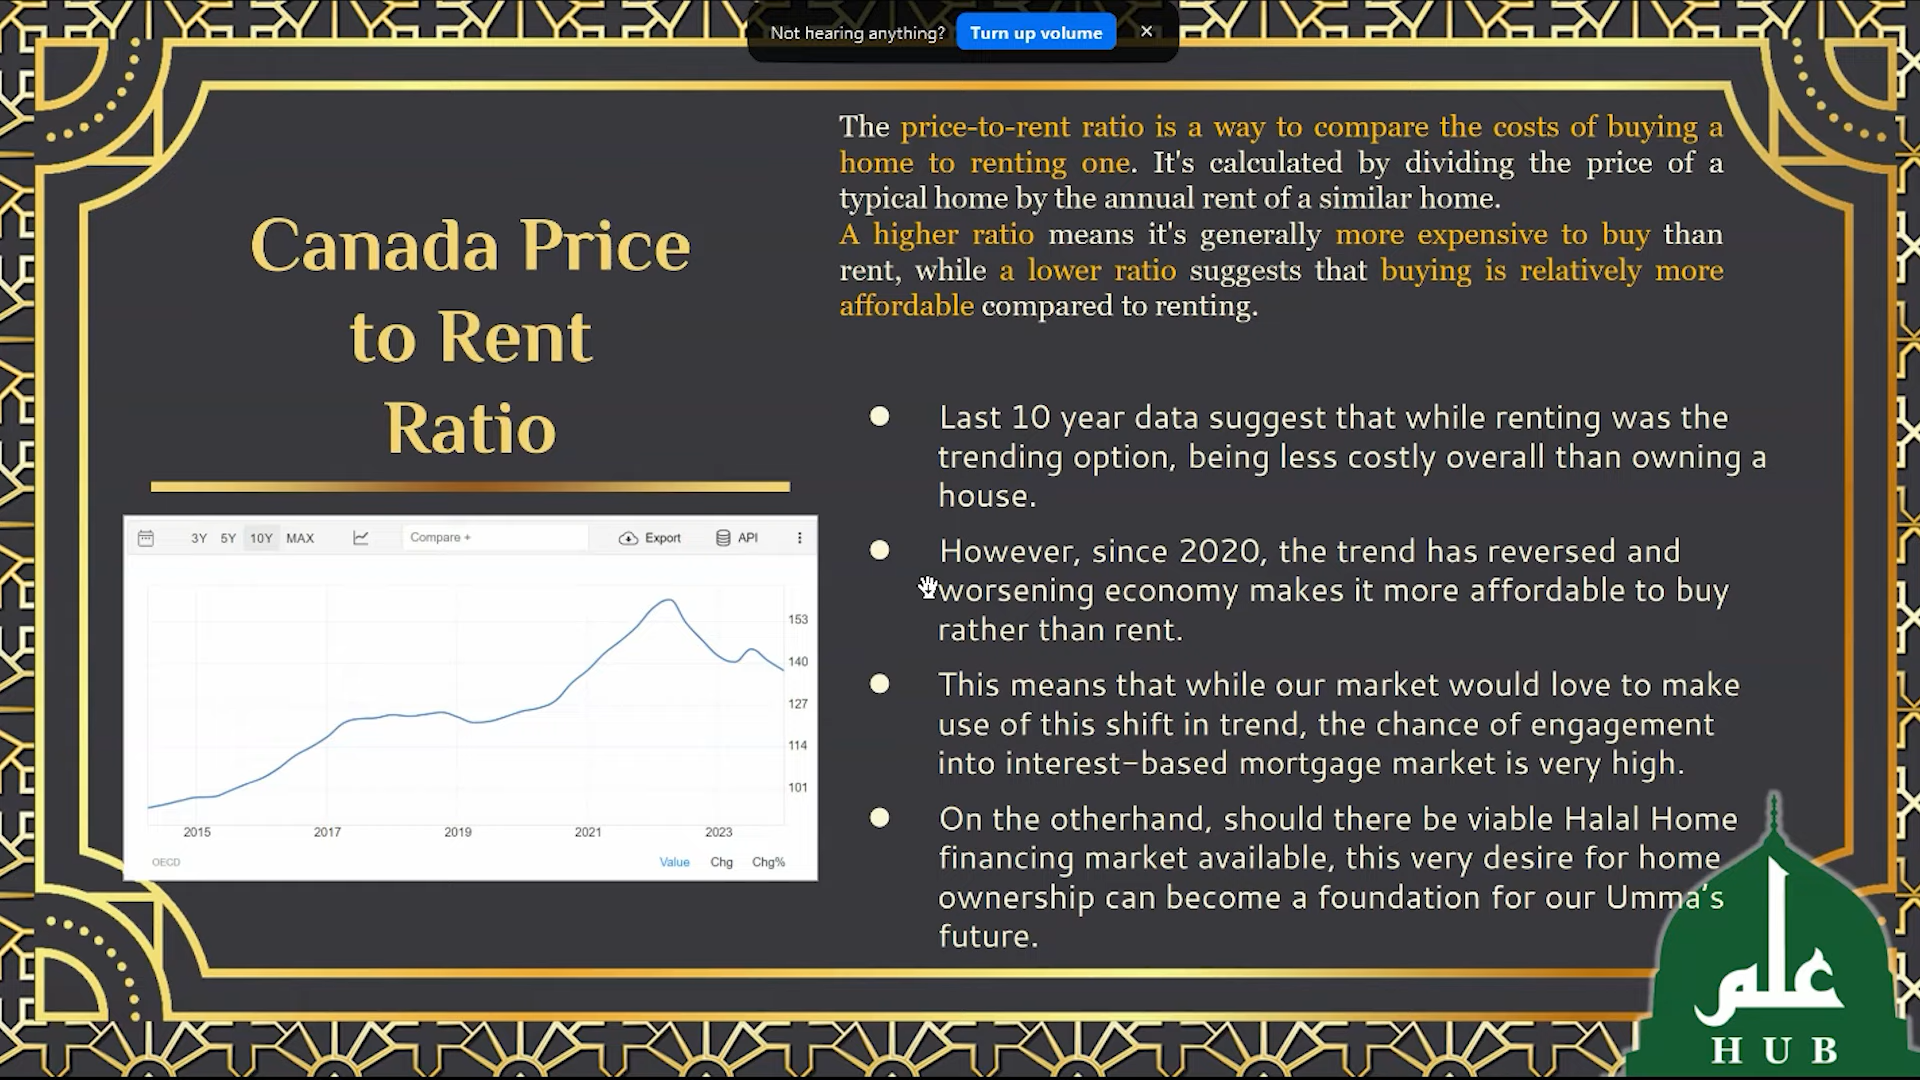 Not hearing anything? Turn up volume
Canada Price
to Rent
Ratio
The price-to-rent ratio is a way to compare the costs of buying a
home to renting one. It's calculated by dividing the price of a
typical home by the annual rent of a similar home.
A higher ratio means it's generally more expensive to buy than
rent, while a lower ratio suggests that buying is relatively more
affordable compared to renting.
● Last 10 year data suggest that while renting was the
trending option, being less costly overall than owning a
house.
● However, since 2020, the trend has reversed and
worsening economy makes it more affordable to buy
rather than rent.
● This means that while our market would love to make
use of this shift in trend, the chance of engagement
into interest-based mortgage market is very high.
● On the otherhand, should there be viable Halal Home
financing market available, this very desire for home
ownership can become a foundation for our Umma's
future.
3Y 5Y 10Y MAX Compare + Export API
153
140
127
114
101
2015 2017 2019 2021 2023
OECD Value Chg Chg%
علم
HUB